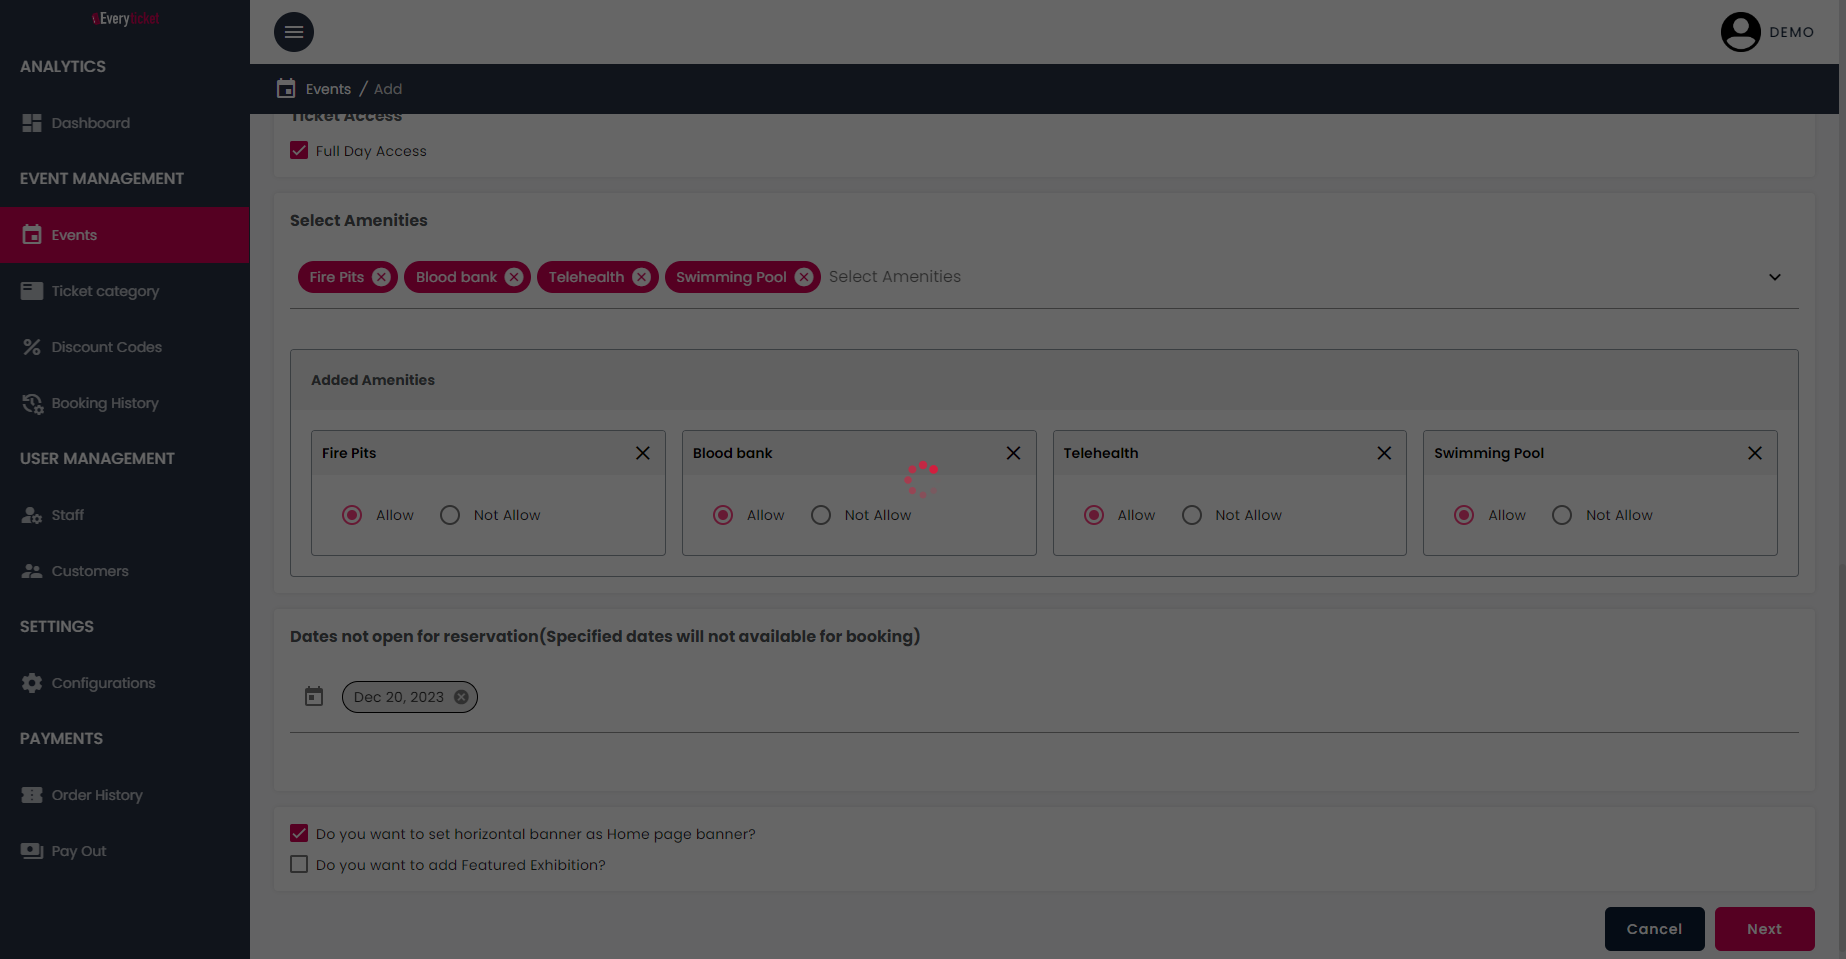 Everyticket
DEMO
ANALYTICS
Dashboard
EVENT MANAGEMENT
Events
Ticket category
Discount Codes
Booking History
USER MANAGEMENT
Staff
Customers
SETTINGS
Configurations
PAYMENTS
Order History
Pay Out
Events / Add
Ticket Access
Full Day Access
Select Amenities
Fire Pits Blood bank Telehealth Swimming Pool Select Amenities
Added Amenities
Fire Pits Blood bank Telehealth Swimming Pool
Allow Not Allow Allow Not Allow Allow Not Allow Allow Not Allow
Dates not open for reservation(Specified dates will not available for booking)
Dec 20, 2023
Do you want to set horizontal banner as Home page banner?
Do you want to add Featured Exhibition?
Cancel Next